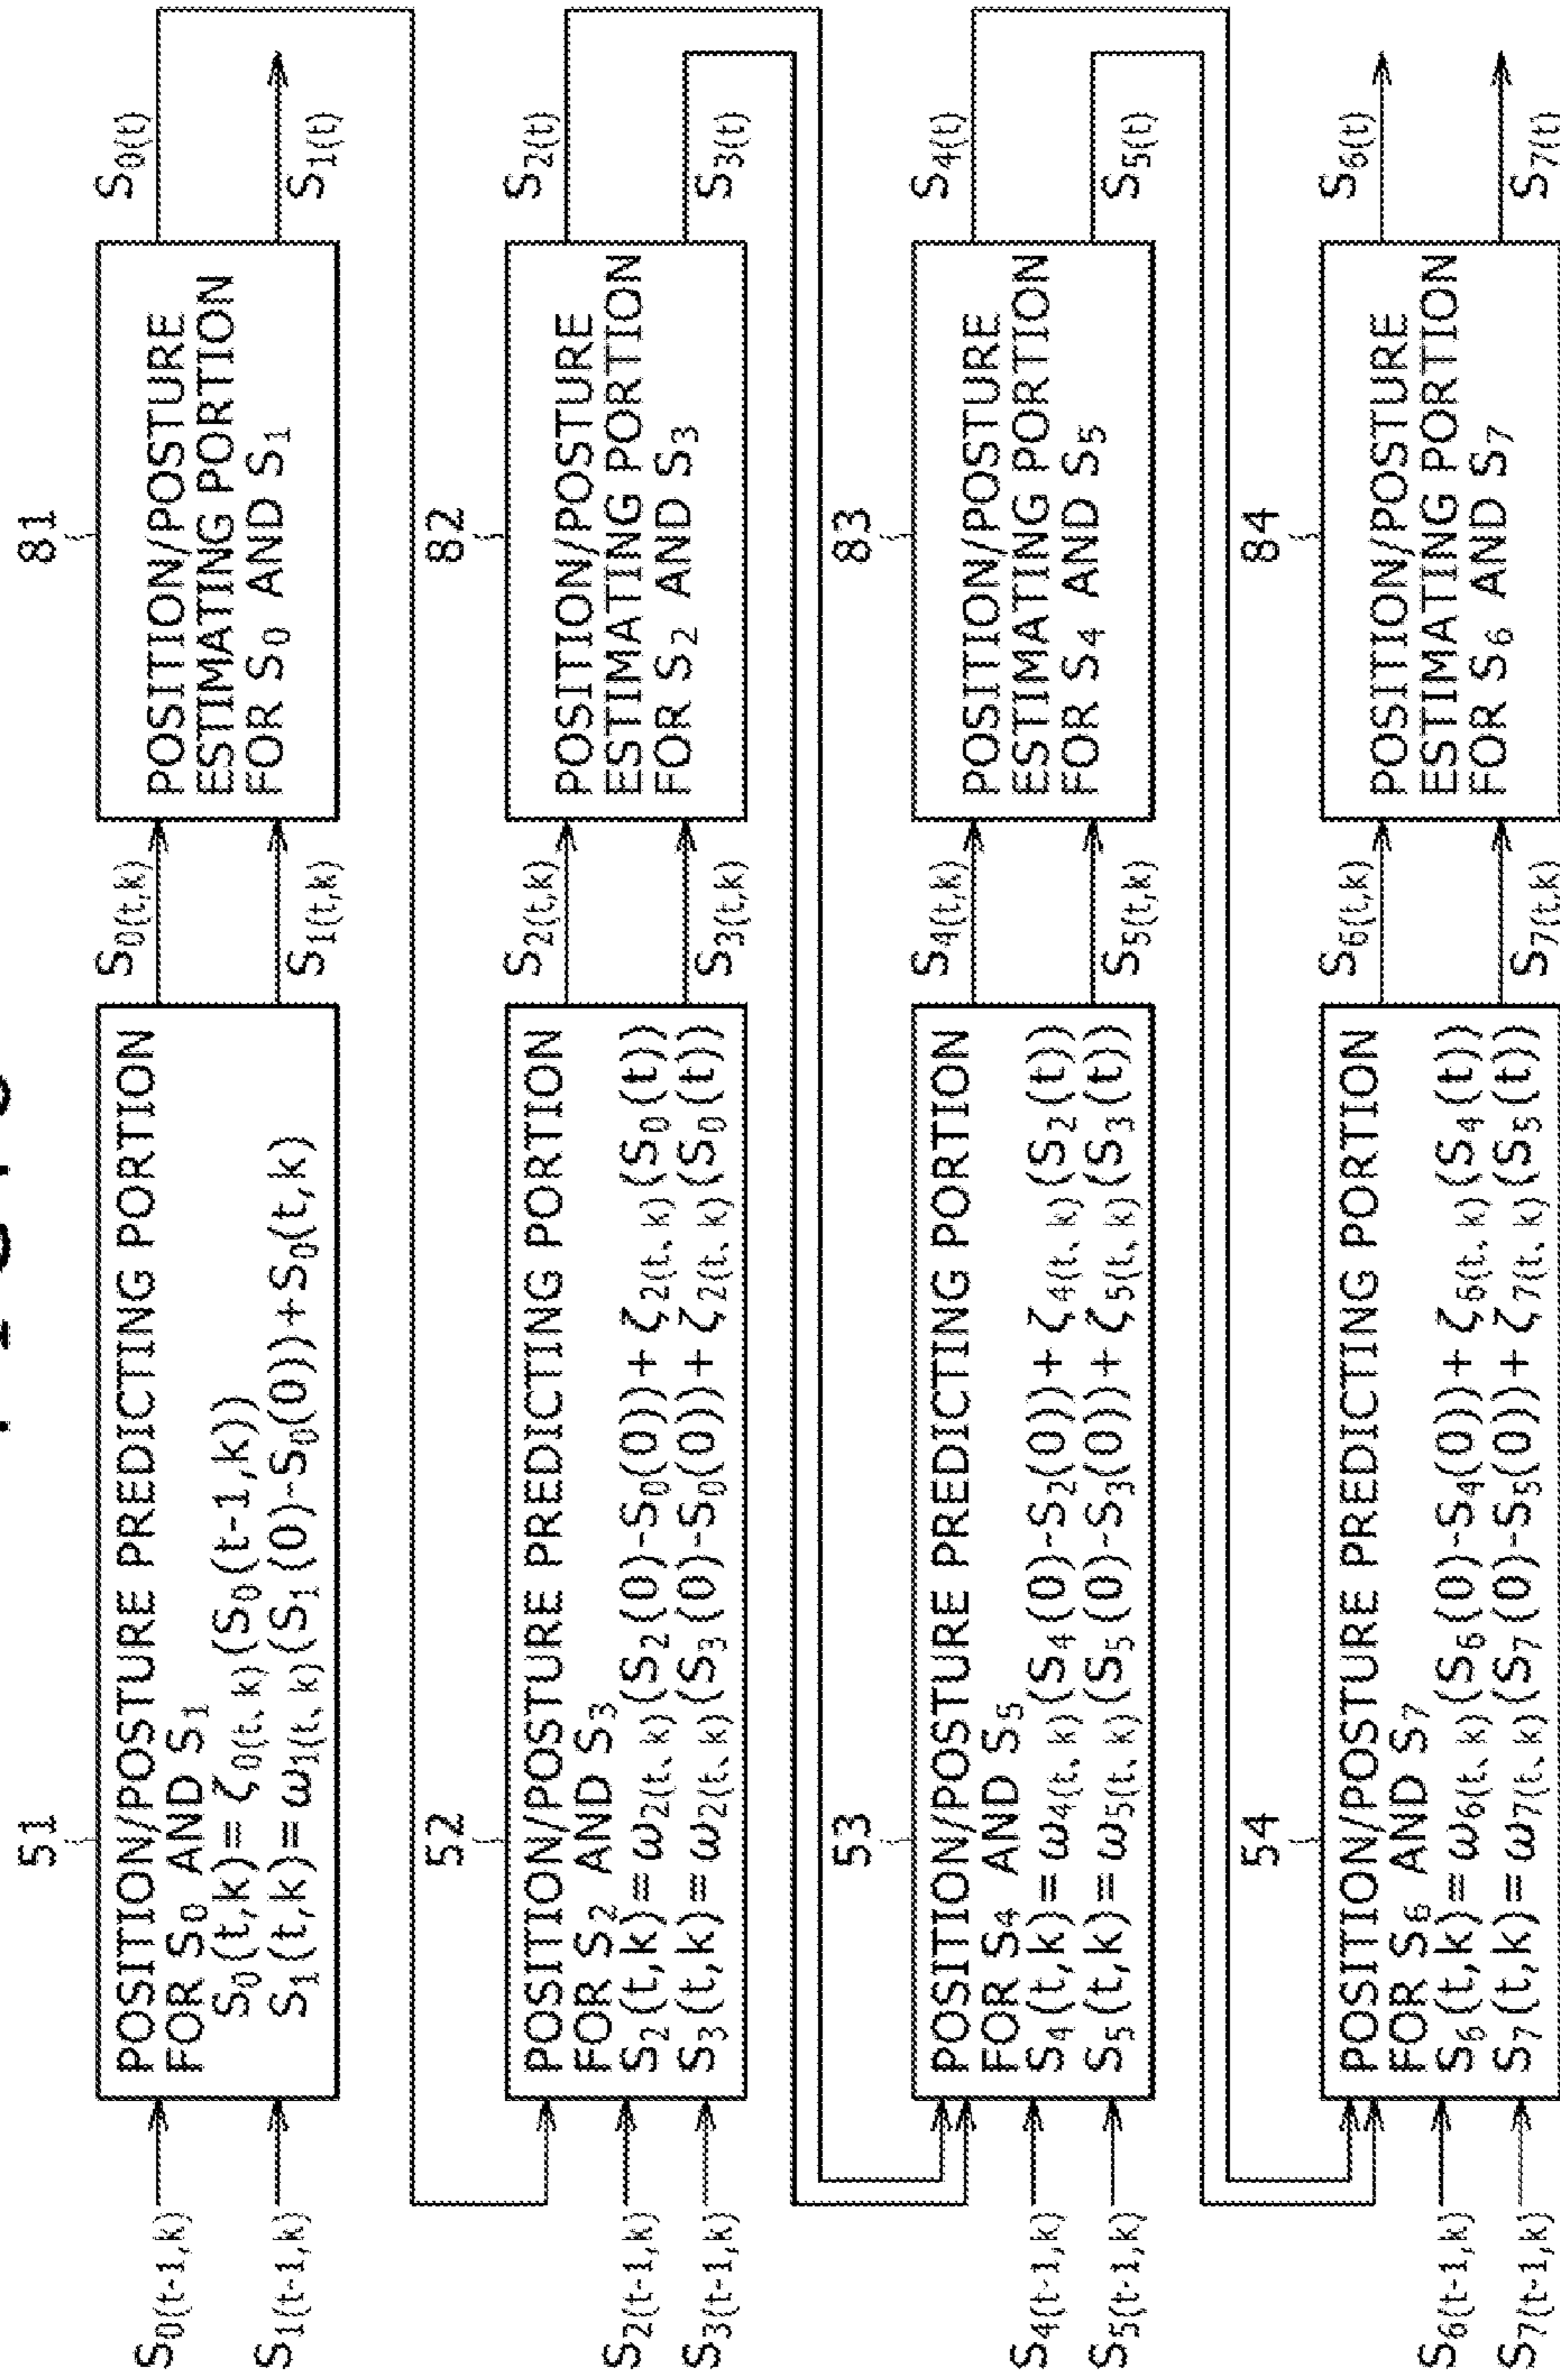 51
POSITION/POSTURE PREDICTING PORTION
FOR S₀ AND S₁
S₀(t,k)= ζ₀₍t、k₎(S₀(t-1,k))
S₁(t,k)= ω₁₍t、k₎(S₁(0)-S₀(0))+S₀(t,k)
S₀(t-1,k)
S₁(t-1,k)
S₀(t,k)
S₁(t,k)
81
POSITION/POSTURE
ESTIMATING PORTION
FOR S₀ AND S₁
S₀(t)
S₁(t)
52
POSITION/POSTURE PREDICTING PORTION
FOR S₂ AND S₃
S₂(t,k)= ω₂₍t、k₎(S₂(0)-S₀(0))+ ζ₂₍t、k₎(S₀(t))
S₃(t,k)= ω₂₍t、k₎(S₃(0)-S₀(0))+ ζ₂₍t、k₎(S₀(t))
S₂(t-1,k)
S₃(t-1,k)
S₂(t,k)
S₃(t,k)
82
POSITION/POSTURE
ESTIMATING PORTION
FOR S₂ AND S₃
S₂(t)
S₃(t)
53
POSITION/POSTURE PREDICTING PORTION
FOR S₄ AND S₅
S₄(t,k)= ω₄₍t、k₎(S₄(0)-S₂(0))+ ζ₄₍t、k₎(S₂(t))
S₅(t,k)= ω₅₍t、k₎(S₅(0)-S₃(0))+ ζ₅₍t、k₎(S₃(t))
S₄(t-1,k)
S₅(t-1,k)
S₄(t,k)
S₅(t,k)
83
POSITION/POSTURE
ESTIMATING PORTION
FOR S₄ AND S₅
S₄(t)
S₅(t)
54
POSITION/POSTURE PREDICTING PORTION
FOR S₆ AND S₇
S₆(t,k)= ω₆₍t、k₎(S₆(0)-S₄(0))+ ζ₆₍t、k₎(S₄(t))
S₇(t,k)= ω₇₍t、k₎(S₇(0)-S₅(0))+ ζ₇₍t、k₎(S₅(t))
S₆(t-1,k)
S₇(t-1,k)
S₆(t,k)
S₇(t,k)
84
POSITION/POSTURE
ESTIMATING PORTION
FOR S₆ AND S₇
S₆(t)
S₇(t)